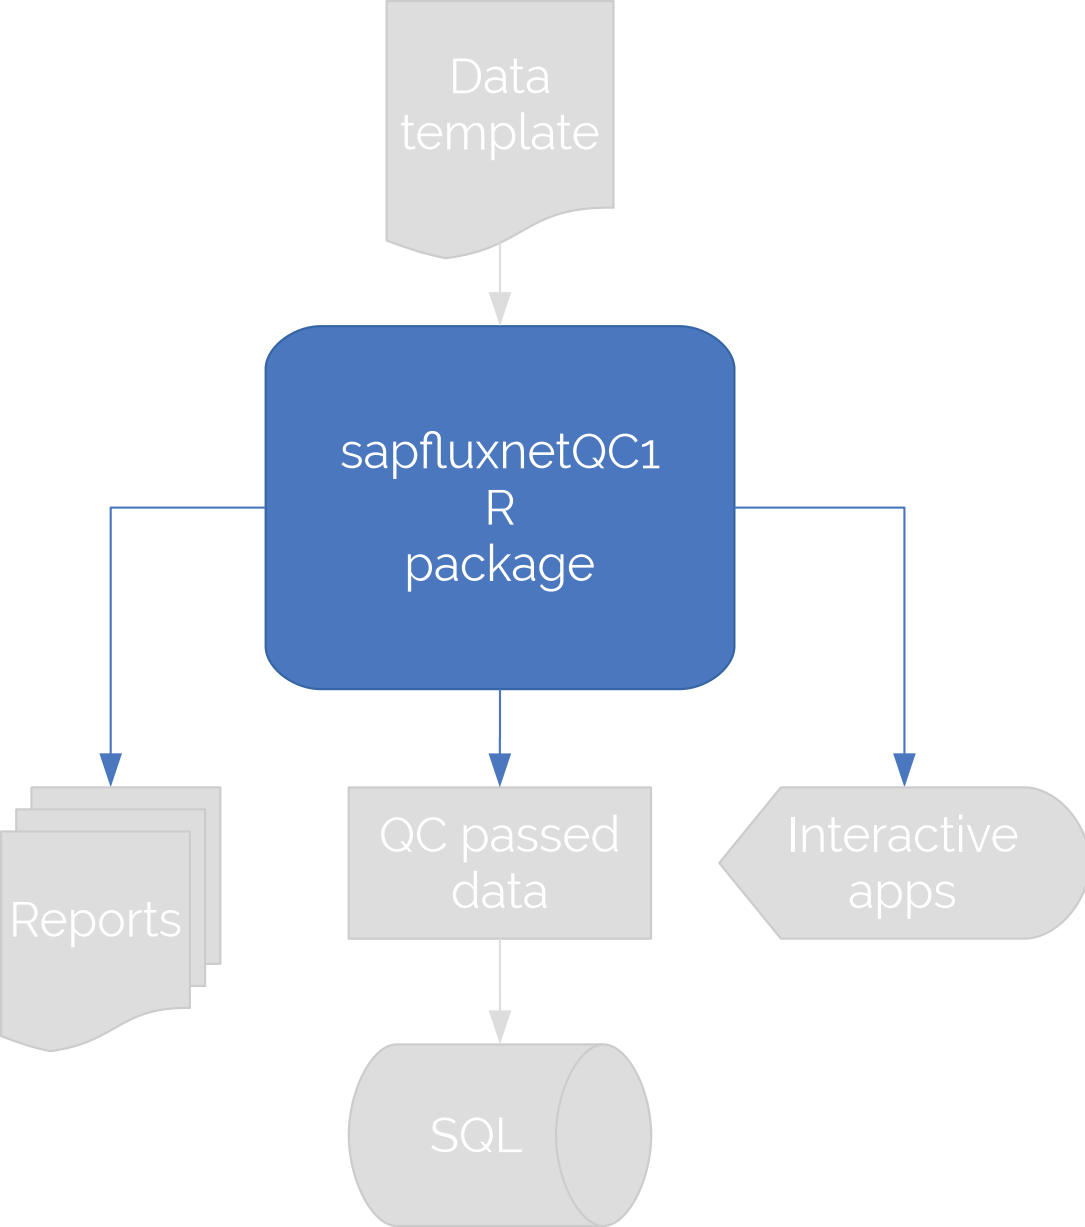 Data
template
sapfluxnetQC1
R
package
Reports
QC passed
data
Interactive
apps
SQL